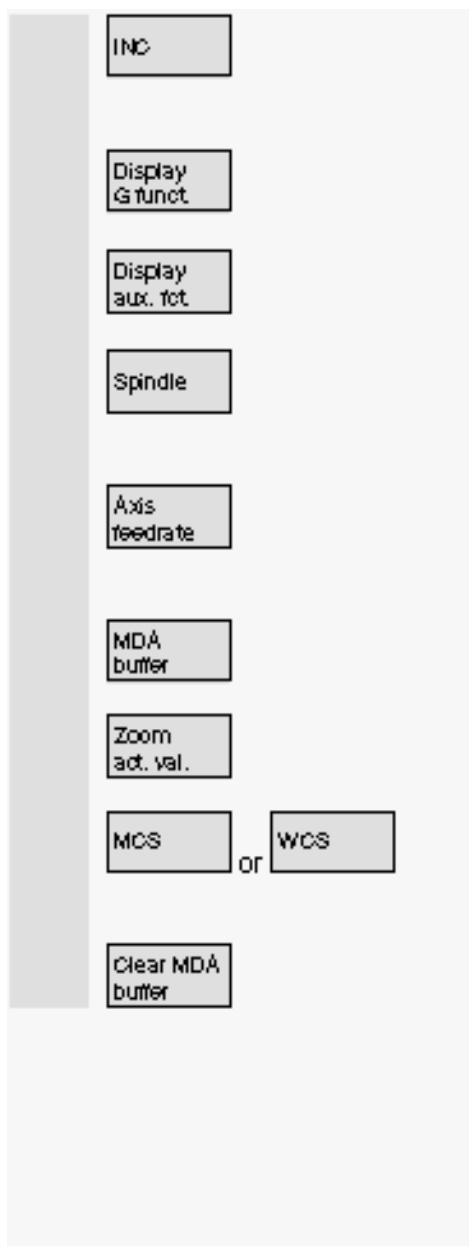 INC
Display
G funct.
Display
aux. fct.
Spindle
Axis
feedrate
MDA
buffer
Zoom
act. val.
MCS or WCS
Clear MDA
buffer